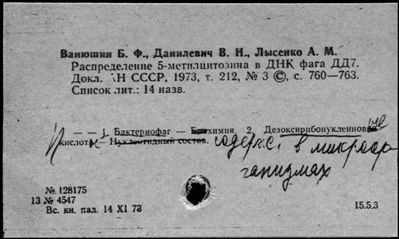 Ванюшин Б. Ф., Данилевич В. Н., Лысенко А. М.
Распределение 5-метилцитозина в ДНК фага ДД7.
Докл. АН СССР, 1973, т. 212, № 3 ©, с. 760—763.
Список лит.: 14 назв.
1. Бактериофаг — Биохимия. 2. Дезоксирибонуклеиновые
кислоты — Нуклеотидный состав. содерж. в микроор
ганизмах
№ 128175
13 № 4547
Вс. кн. пал. 14 XI 73
15.5.3